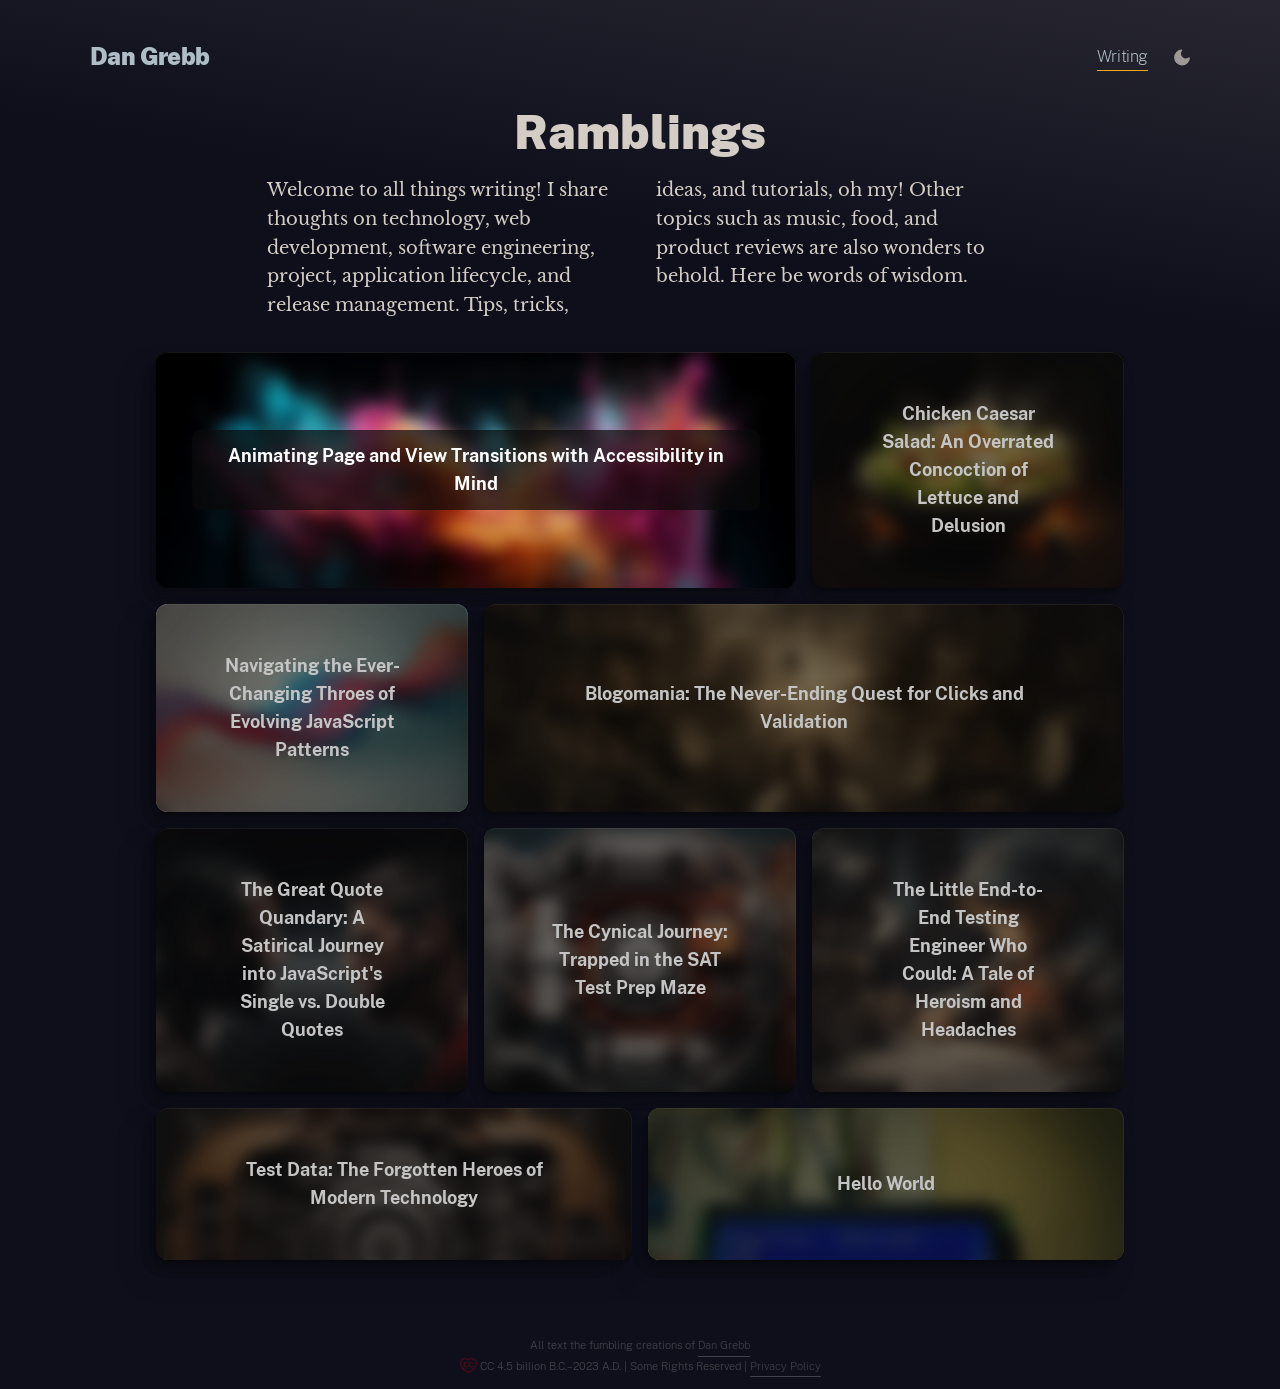 Dan Grebb
Writing
Ramblings
Welcome to all things writing! I share
thoughts on technology, web
development, software engineering,
project, application lifecycle, and
release management. Tips, tricks,
ideas, and tutorials, oh my! Other
topics such as music, food, and
product reviews are also wonders to
behold. Here be words of wisdom.
Animating Page and View Transitions with Accessibility in
Mind
Chicken Caesar
Salad: An Overrated
Concoction of
Lettuce and
Delusion
Navigating the Ever-
Changing Throes of
Evolving JavaScript
Patterns
Blogomania: The Never-Ending Quest for Clicks and
Validation
The Great Quote
Quandary: A
Satirical Journey
into JavaScript's
Single vs. Double
Quotes
The Cynical Journey:
Trapped in the SAT
Test Prep Maze
The Little End-to-
End Testing
Engineer Who
Could: A Tale of
Heroism and
Headaches
Test Data: The Forgotten Heroes of
Modern Technology
Hello World
All text the fumbling creations of Dan Grebb
CC 4.5 billion B.C.–2023 A.D. | Some Rights Reserved | Privacy Policy